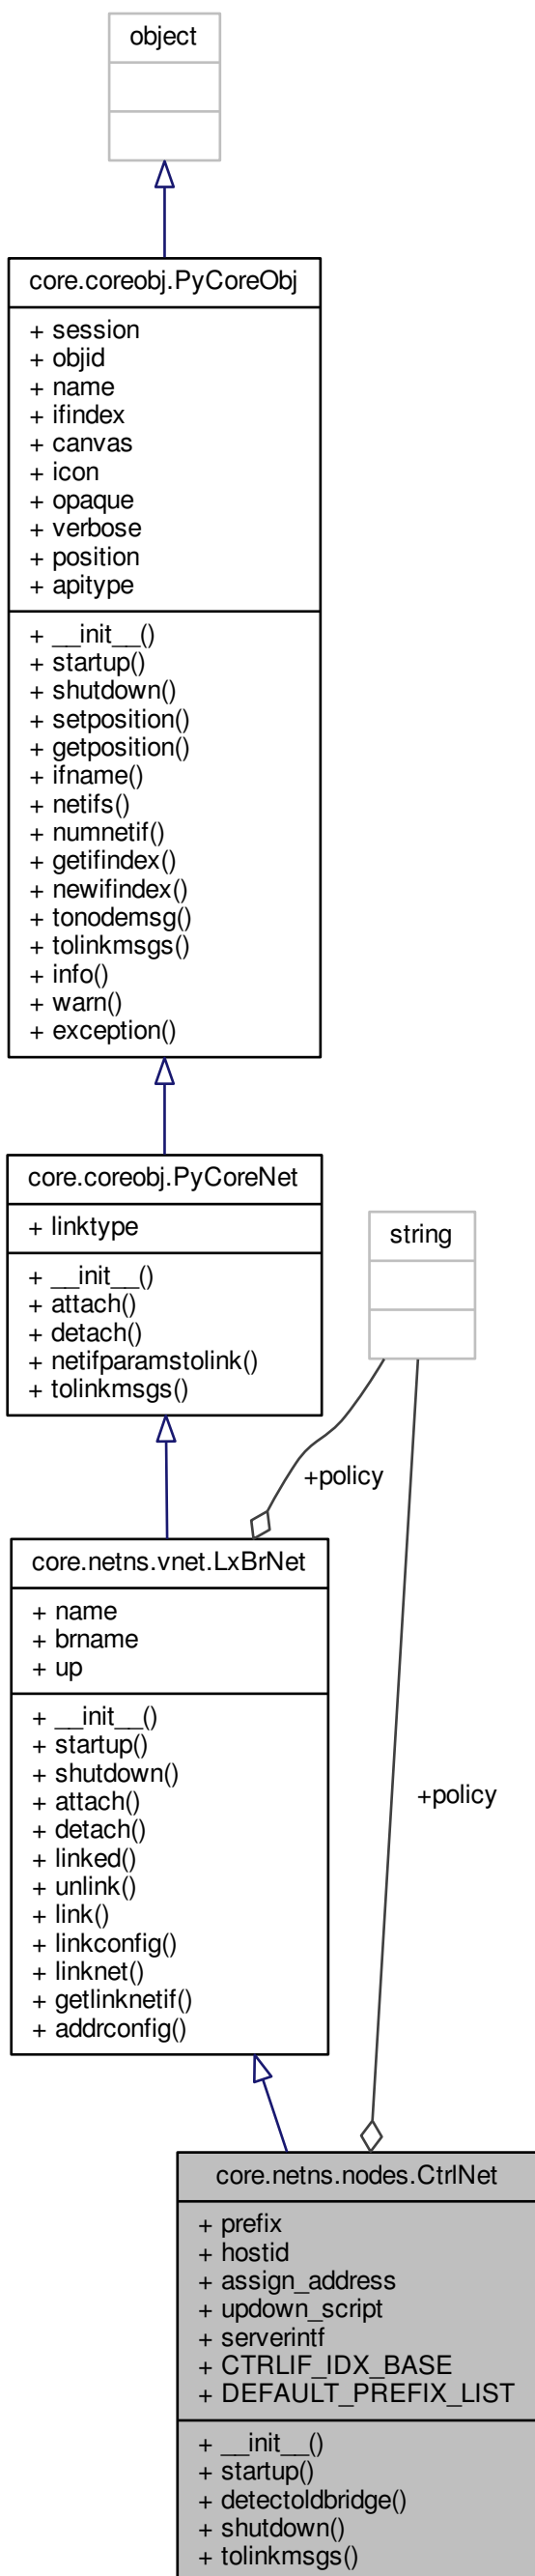 object
core.coreobj.PyCoreObj
+ session
+ objid
+ name
+ ifindex
+ canvas
+ icon
+ opaque
+ verbose
+ position
+ apitype
+ __init__()
+ startup()
+ shutdown()
+ setposition()
+ getposition()
+ ifname()
+ netifs()
+ numnetif()
+ getifindex()
+ newifindex()
+ tonodemsg()
+ tolinkmsgs()
+ info()
+ warn()
+ exception()
core.coreobj.PyCoreNet
+ linktype
+ __init__()
+ attach()
+ detach()
+ netifparamstolink()
+ tolinkmsgs()
string
+policy
core.netns.vnet.LxBrNet
+ name
+ brname
+ up
+ __init__()
+ startup()
+ shutdown()
+ attach()
+ detach()
+ linked()
+ unlink()
+ link()
+ linkconfig()
+ linknet()
+ getlinknetif()
+ addrconfig()
+policy
core.netns.nodes.CtrlNet
+ prefix
+ hostid
+ assign_address
+ updown_script
+ serverintf
+ CTRLIF_IDX_BASE
+ DEFAULT_PREFIX_LIST
+ __init__()
+ startup()
+ detectoldbridge()
+ shutdown()
+ tolinkmsgs()